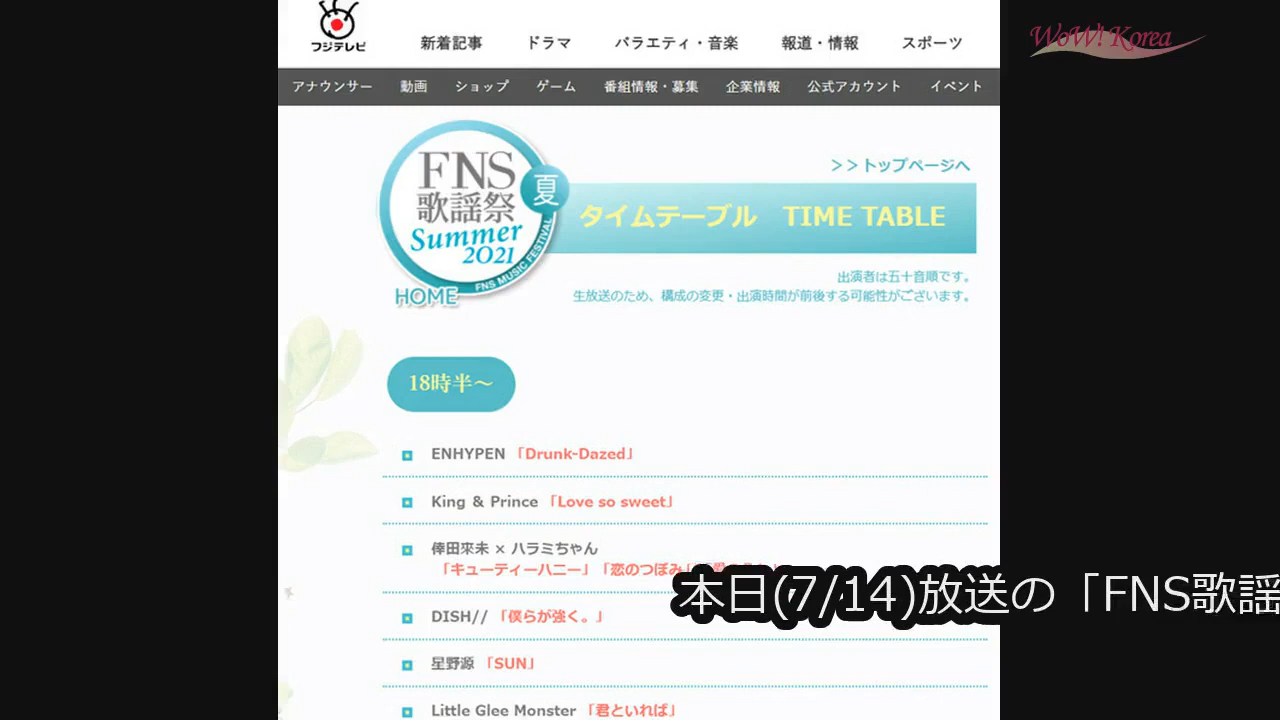 フジテレビ
新着記事 ドラマ バラエティ・音楽 報道・情報 スポーツ
WoW! Korea
アナウンサー 動画 ショップ ゲーム 番組情報・募集 企業情報 公式アカウント イベント
FNS
歌謡祭
夏
Summer
2021
FNS MUSIC FESTIVAL
HOME
>>トップページへ
タイムテーブル TIME TABLE
出演者は五十音順です。
生放送のため、構成の変更・出演時間が前後する可能性がございます。
18時半～
ENHYPEN 「Drunk-Dazed」
King & Prince 「Love so sweet」
倖田來未 × ハラミちゃん
「キューティーハニー」「恋のつぼみ」
DISH// 「僕らが強く。」
星野源 「SUN」
Little Glee Monster 「君といれば」
本日(7/14)放送の「FNS歌謡